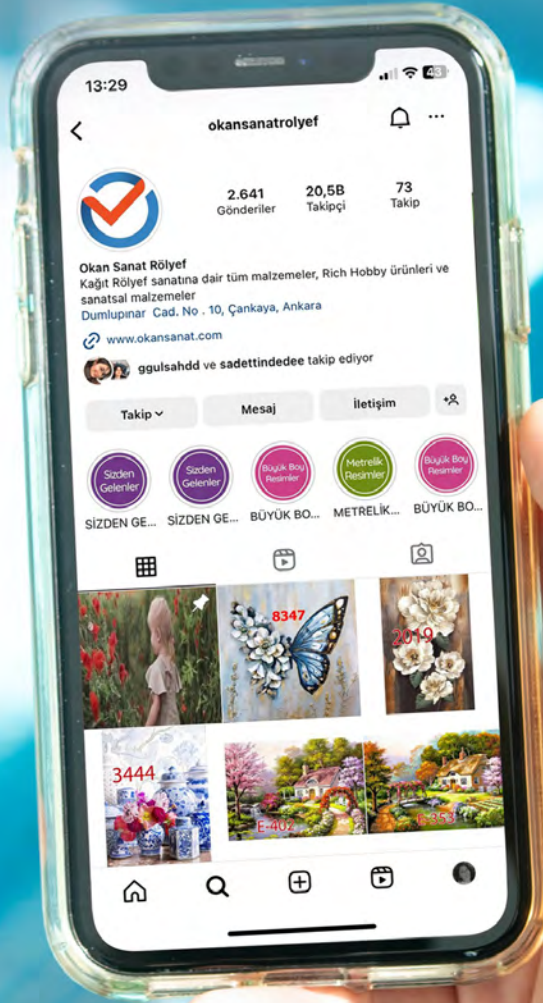 13:29
43
okansanatrolyef
2.641
Gönderiler
20,5B
Takipçi
73
Takip
Okan Sanat Rölyef
Kağıt Rölyef sanatına dair tüm malzemeler, Rich Hobby ürünleri ve
sanatsal malzemeler
Dumlupınar Cad. No . 10, Çankaya, Ankara
www.okansanat.com
ggulsahdd ve sadettindedee takip ediyor
Takip
Mesaj
İletişim
Sizden
Gelenler
Sizden
Gelenler
Büyük Boy
Resimler
Metrelik
Resimler
Büyük Boy
Resimler
SİZDEN GE...
SİZDEN GE...
BÜYÜK BO...
METRELİK...
BÜYÜK BO...
8347
2019
3444
E-402